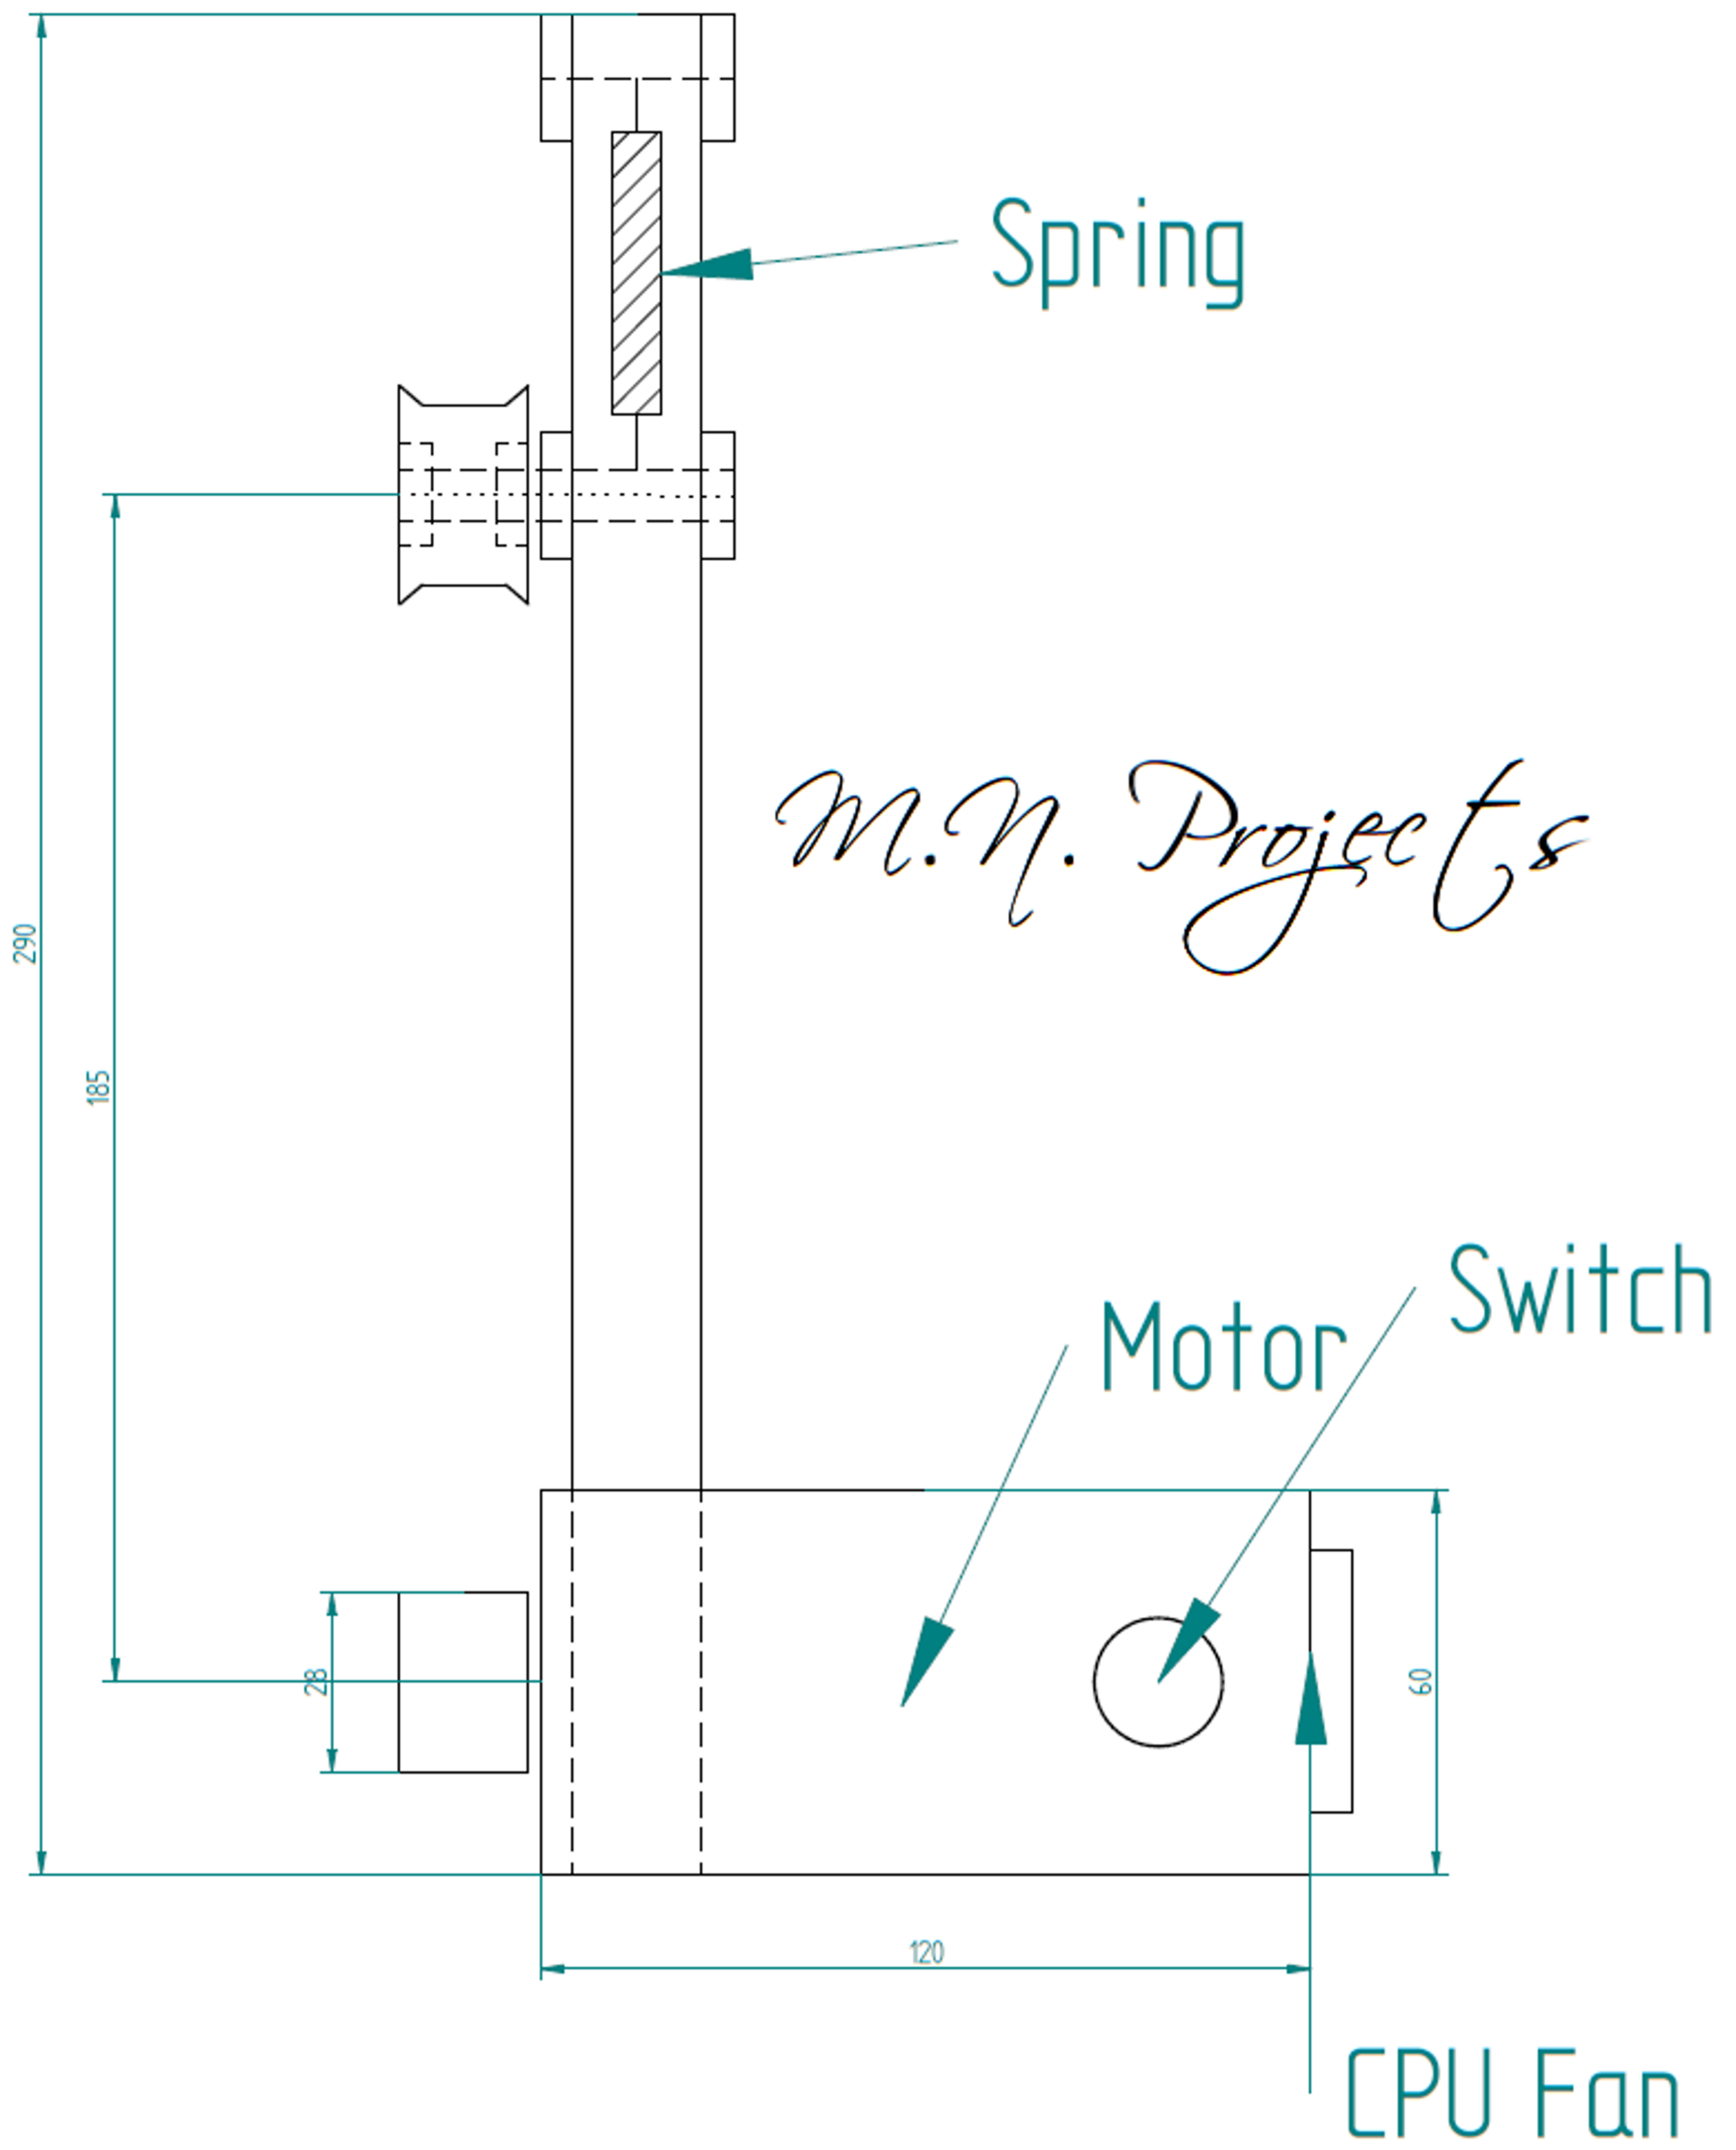 Spring
M.N. Projects
290
185
Switch
Motor
28
60
120
CPU Fan